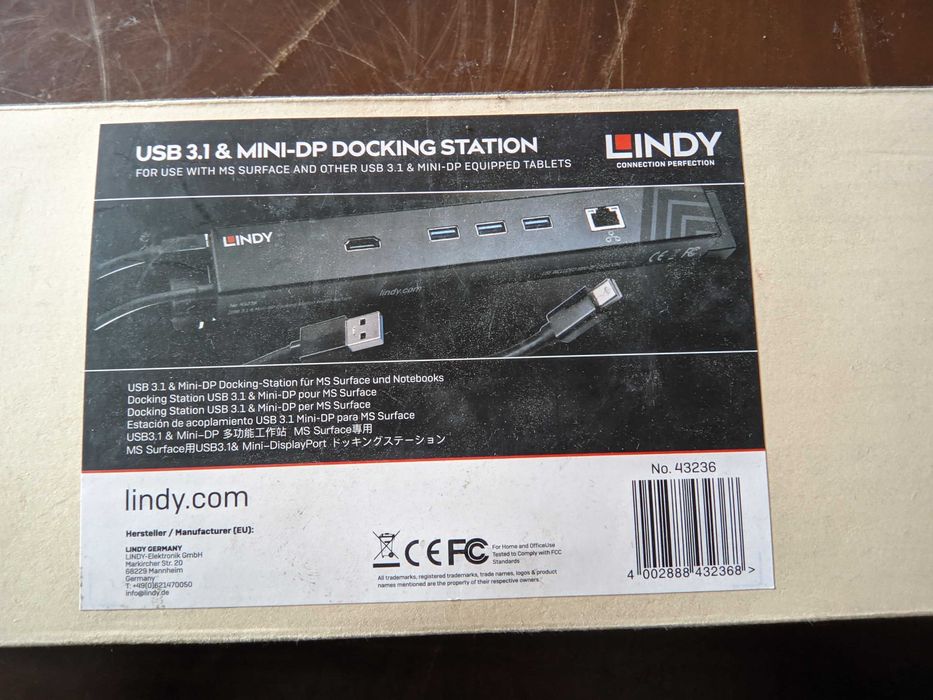 USB 3.1 & MINI-DP DOCKING STATION
FOR USE WITH MS SURFACE AND OTHER USB 3.1 & MINI-DP EQUIPPED TABLETS
LINDY
CONNECTION PERFECTION
LINDY
lindy.com
CE FC
USB 3.1 & Mini-DP Docking-Station für MS Surface und Notebooks
Docking Station USB 3.1 & Mini-DP pour MS Surface
Docking Station USB 3.1 & Mini-DP per MS Surface
Estación de acoplamiento USB 3.1 Mini-DP para MS Surface
USB3.1 & Mini-DP 多功能工作站 MS Surface專用
MS Surface用USB3.1& Mini-DisplayPort ドッキングステーション
lindy.com
No. 43236
Hersteller / Manufacturer (EU):
LINDY GERMANY
LINDY-Elektronik GmbH
Markircher Str. 20
68229 Mannheim
Germany
T: +49(0)621470050
info@lindy.de
CE FC
For Home and OfficeUse
Tested to Comply with FCC
Standards
All trademarks, registered trademarks, trade names, logos & product
names mentioned are the property of their respective owners.
4 002888 432368 >